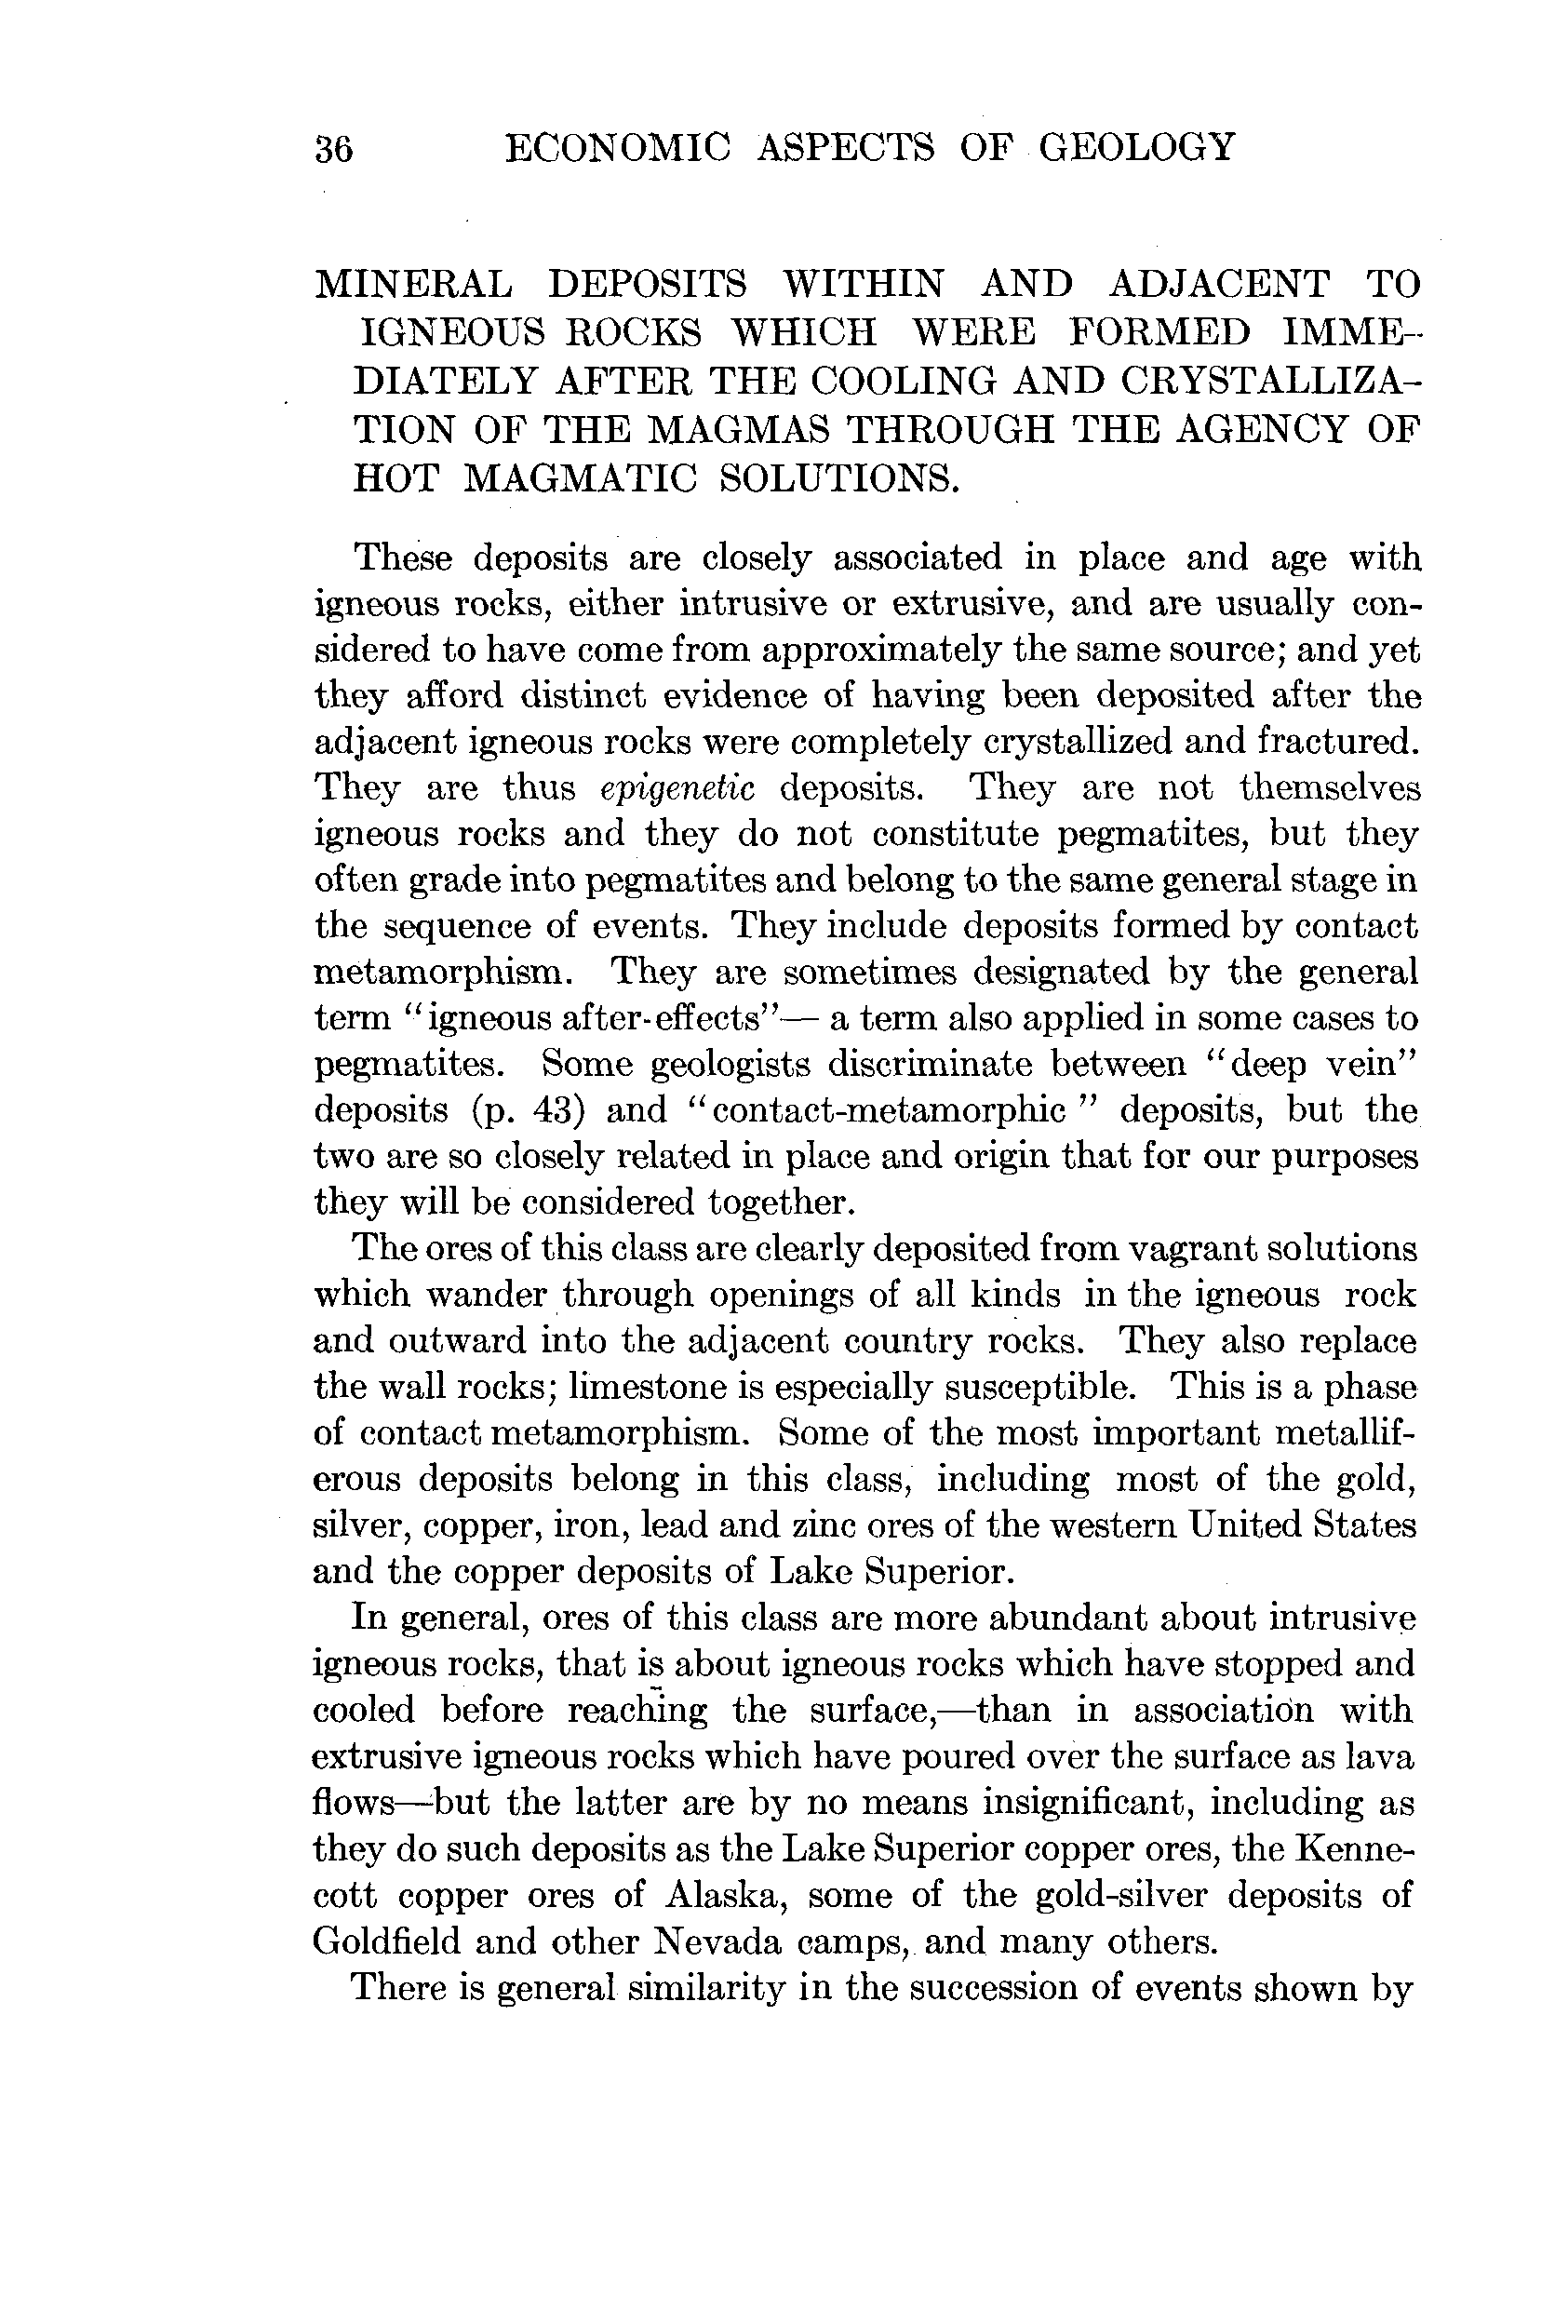 36 ECONOMIC ASPECTS OF GEOLOGY
MINERAL DEPOSITS WITHIN AND ADJACENT TO
IGNEOUS ROCKS WHICH WERE FORMED IMME-
DIATELY AFTER THE COOLING AND CRYSTALLIZA-
TION OF THE MAGMAS THROUGH THE AGENCY OF
HOT MAGMATIC SOLUTIONS.
These deposits are closely associated in place and age with
igneous rocks, either intrusive or extrusive, and are usually con-
sidered to have come from approximately the same source; and yet
they afford distinct evidence of having been deposited after the
adjacent igneous rocks were completely crystallized and fractured.
They are thus epigenetic deposits. They are not themselves
igneous rocks and they do not constitute pegmatites, but they
often grade into pegmatites and belong to the same general stage in
the sequence of events. They include deposits formed by contact
metamorphism. They are sometimes designated by the general
term “igneous after-effects”— a term also applied in some cases to
pegmatites. Some geologists discriminate between “deep vein”
deposits (p. 43) and “contact-metamorphic ” deposits, but the
two are so closely related in place and origin that for our purposes
they will be considered together.
The ores of this class are clearly deposited from vagrant solutions
which wander through openings of all kinds in the igneous rock
and outward into the adjacent country rocks. They also replace
the wall rocks; limestone is especially susceptible. This is a phase
of contact metamorphism. Some of the most important metallif-
erous deposits belong in this class, including most of the gold,
silver, copper, iron, lead and zinc ores of the western United States
and the copper deposits of Lake Superior.
In general, ores of this class are more abundant about intrusive
igneous rocks, that is about igneous rocks which have stopped and
cooled before reaching the surface,—than in association with
extrusive igneous rocks which have poured over the surface as lava
flows—but the latter are by no means insignificant, including as
they do such deposits as the Lake Superior copper ores, the Kenne-
cott copper ores of Alaska, some of the gold-silver deposits of
Goldfield and other Nevada camps, and many others.
There is general similarity in the succession of events shown by